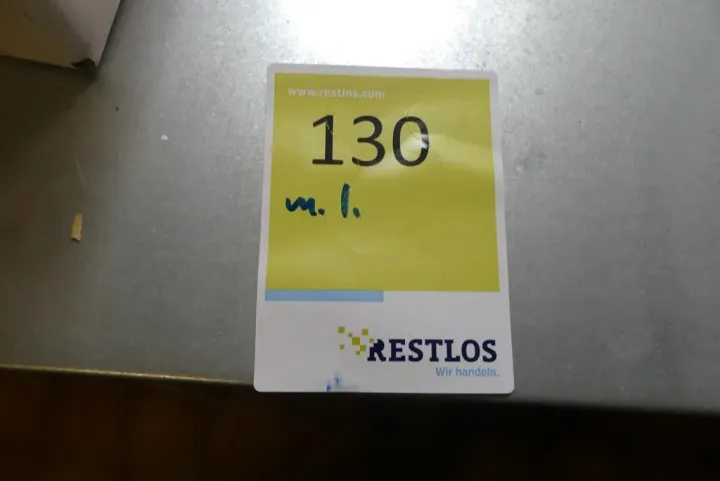 www.restlos.com
130
m. I.
RESTLOS
Wir handeln.